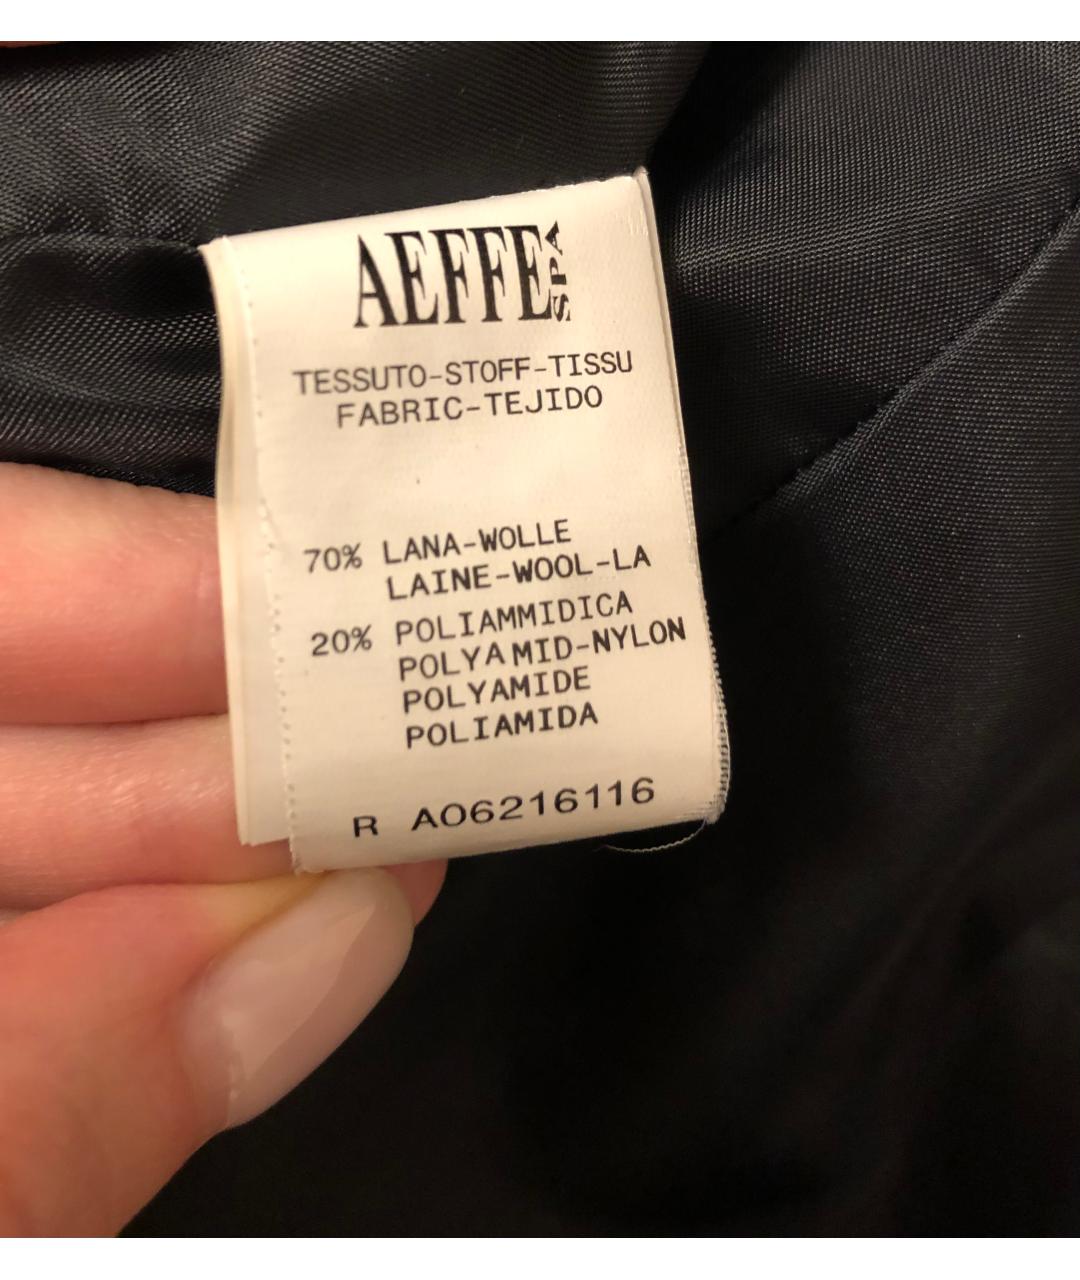 AEFFE SPA
TESSUTO-STOFF-TISSU
FABRIC-TEJIDO
70% LANA-WOLLE
LAINE-WOOL-LA
20% POLIAMMIDICA
POLYAMID-NYLON
POLYAMIDE
POLIAMIDA
R A06216116